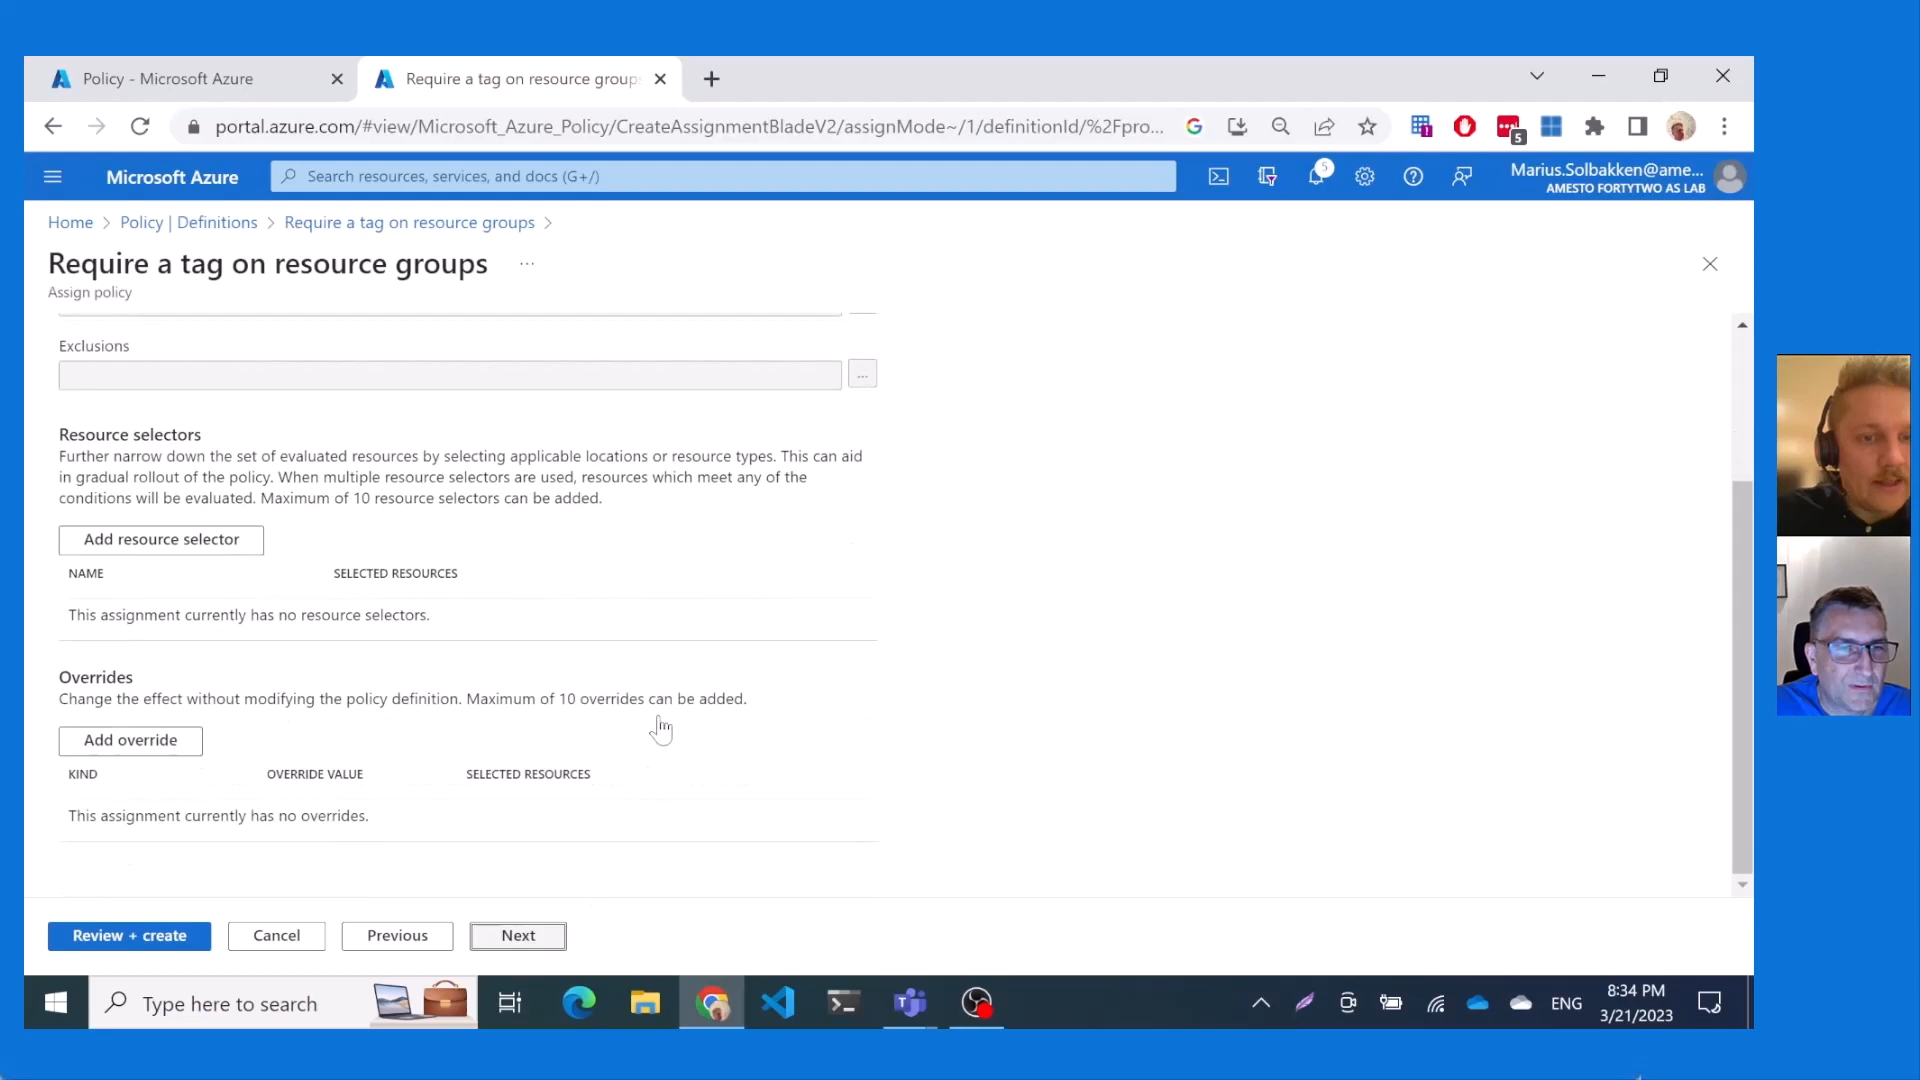 Policy - Microsoft Azure
Require a tag on resource group
portal.azure.com/#view/Microsoft_Azure_Policy/CreateAssignmentBladeV2/assignMode~/1/definitionId/%2Fpro...
5
Microsoft Azure
Search resources, services, and docs (G+/)
5
Marius.Solbakken@ame...
AMESTO FORTYTWO AS LAB
Home > Policy | Definitions > Require a tag on resource groups >
Require a tag on resource groups ...
Assign policy
Exclusions
...
Resource selectors
Further narrow down the set of evaluated resources by selecting applicable locations or resource types. This can aid
in gradual rollout of the policy. When multiple resource selectors are used, resources which meet any of the
conditions will be evaluated. Maximum of 10 resource selectors can be added.
Add resource selector
NAME SELECTED RESOURCES
This assignment currently has no resource selectors.
Overrides
Change the effect without modifying the policy definition. Maximum of 10 overrides can be added.
Add override
KIND OVERRIDE VALUE SELECTED RESOURCES
This assignment currently has no overrides.
Review + create Cancel Previous Next
Type here to search
ENG
8:34 PM
3/21/2023